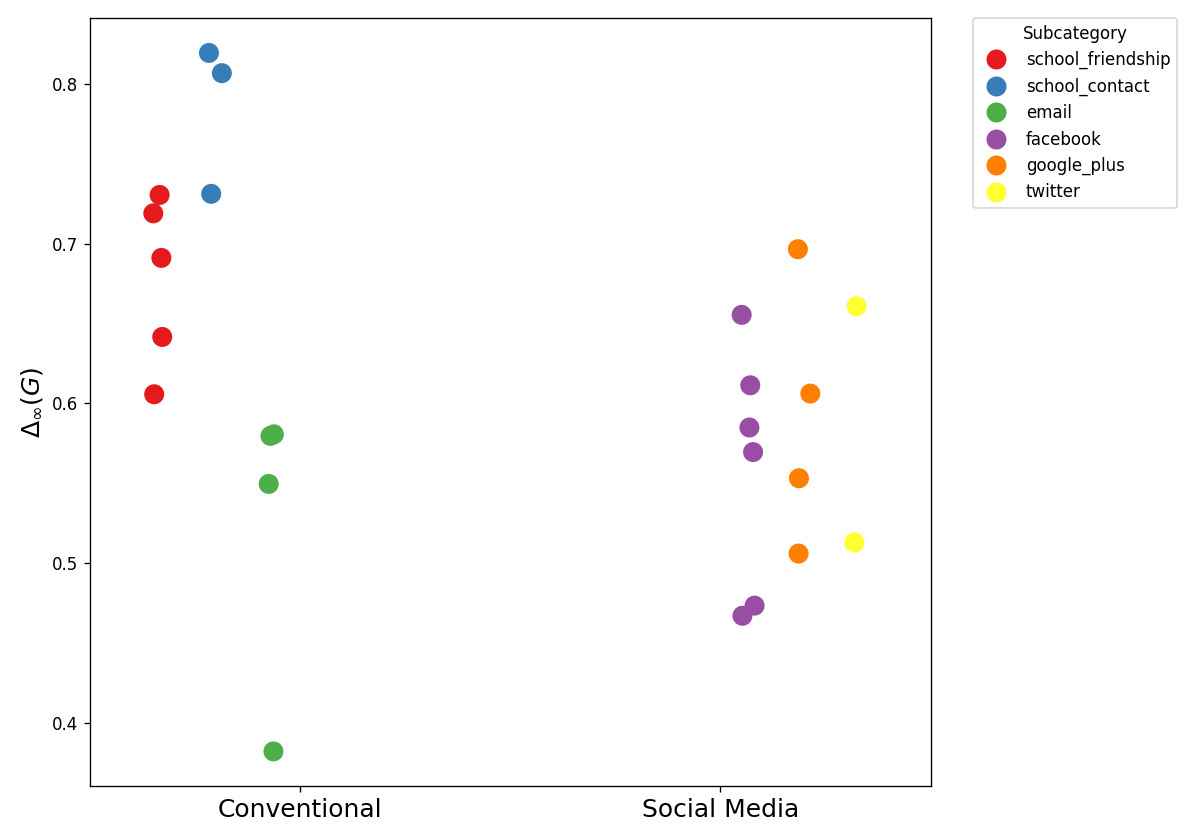 Subcategory
school_friendship
school_contact
email
facebook
google_plus
twitter
0.8
0.7
0.6
0.5
0.4
Δ∞(G)
Conventional Social Media